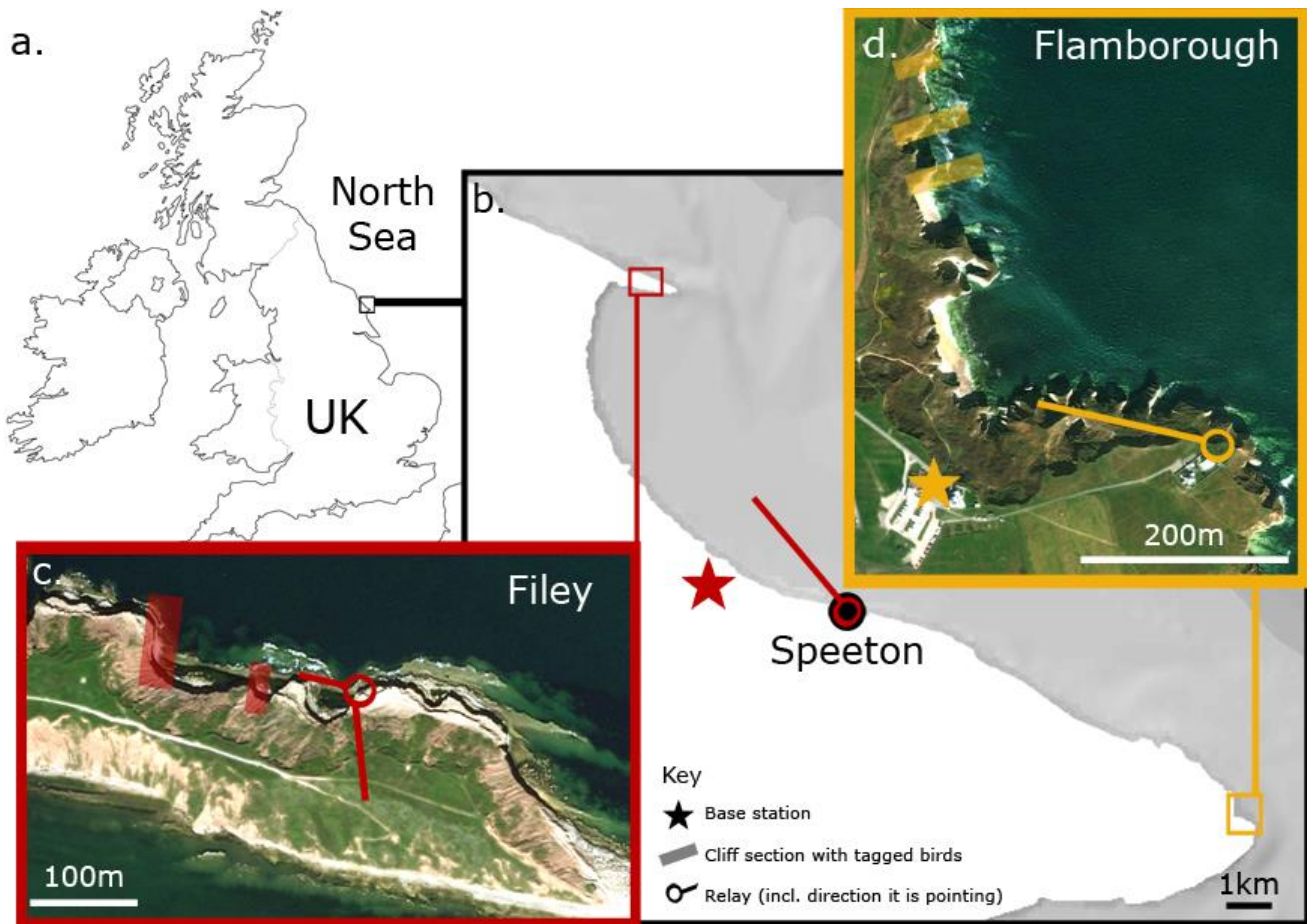 a.
North
Sea
UK
b.
Speeton
Key
Base station
Cliff section with tagged birds
Relay (incl. direction it is pointing)
1km
c.
Filey
100m
d.
Flamborough
200m